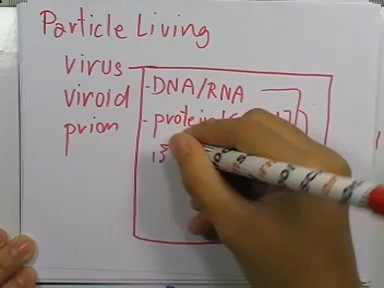 Particle Living
virus
viroid
prion
- DNA/RNA
- protein